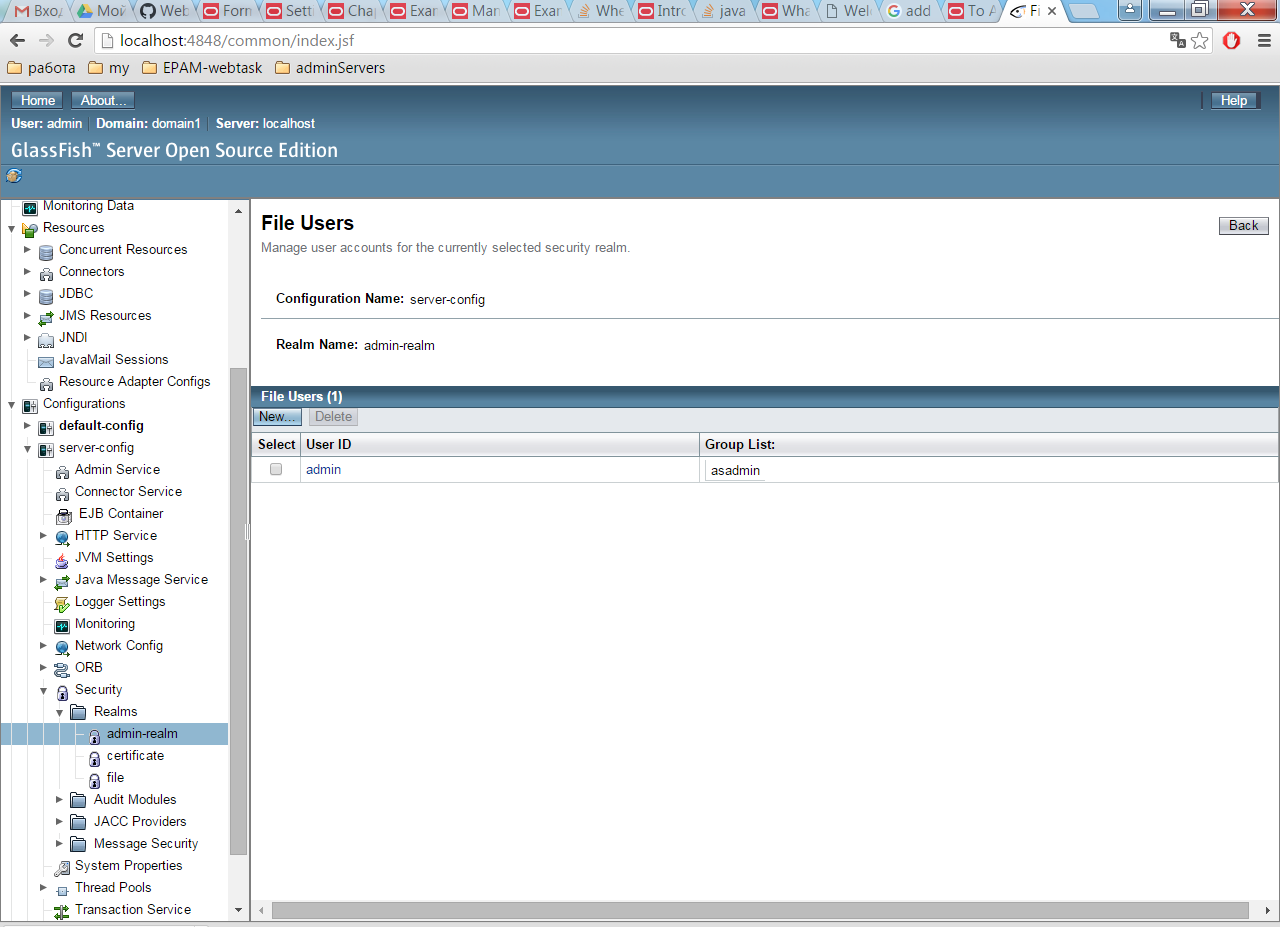 Вхо Мой Web Forn Sett Exar Chap Exar Man Exar Whe Intro java Wha Wel add To A Fi
localhost:4848/common/index.jsf
работа my EPAM-webtask adminServers
Home About... Help
User: admin Domain: domain1 Server: localhost
GlassFish™ Server Open Source Edition
Monitoring Data
Resources
Concurrent Resources
Connectors
JDBC
JMS Resources
JNDI
JavaMail Sessions
Resource Adapter Configs
Configurations
default-config
server-config
Admin Service
Connector Service
EJB Container
HTTP Service
JVM Settings
Java Message Service
Logger Settings
Monitoring
Network Config
ORB
Security
Realms
admin-realm
certificate
file
Audit Modules
JACC Providers
Message Security
System Properties
Thread Pools
Transaction Service
File Users
Back
Manage user accounts for the currently selected security realm.
Configuration Name: server-config
Realm Name: admin-realm
File Users (1)
New... Delete
Select User ID Group List:
admin asadmin